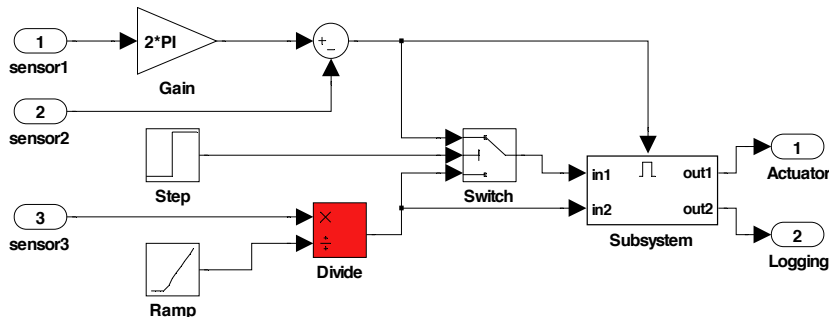 1
sensor1
2*PI
Gain
+
−
2
sensor2
Step
Switch
in1
in2
out1
out2
Subsystem
1
Actuator
2
Logging
3
sensor3
×
÷
Divide
Ramp